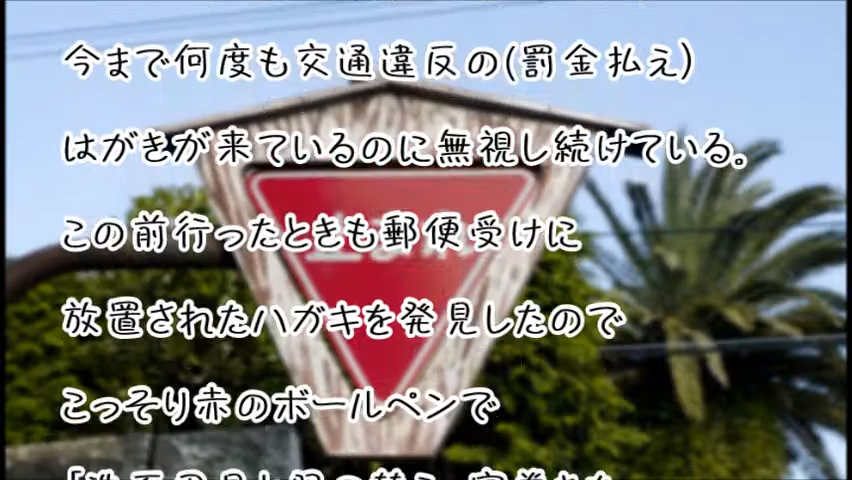 今まで何度も交通違反の(罰金払え)
はがきが来ているのに無視し続けている。
この前行ったときも郵便受けに
放置されたハガキを発見したので
こっそり赤のボールペンで